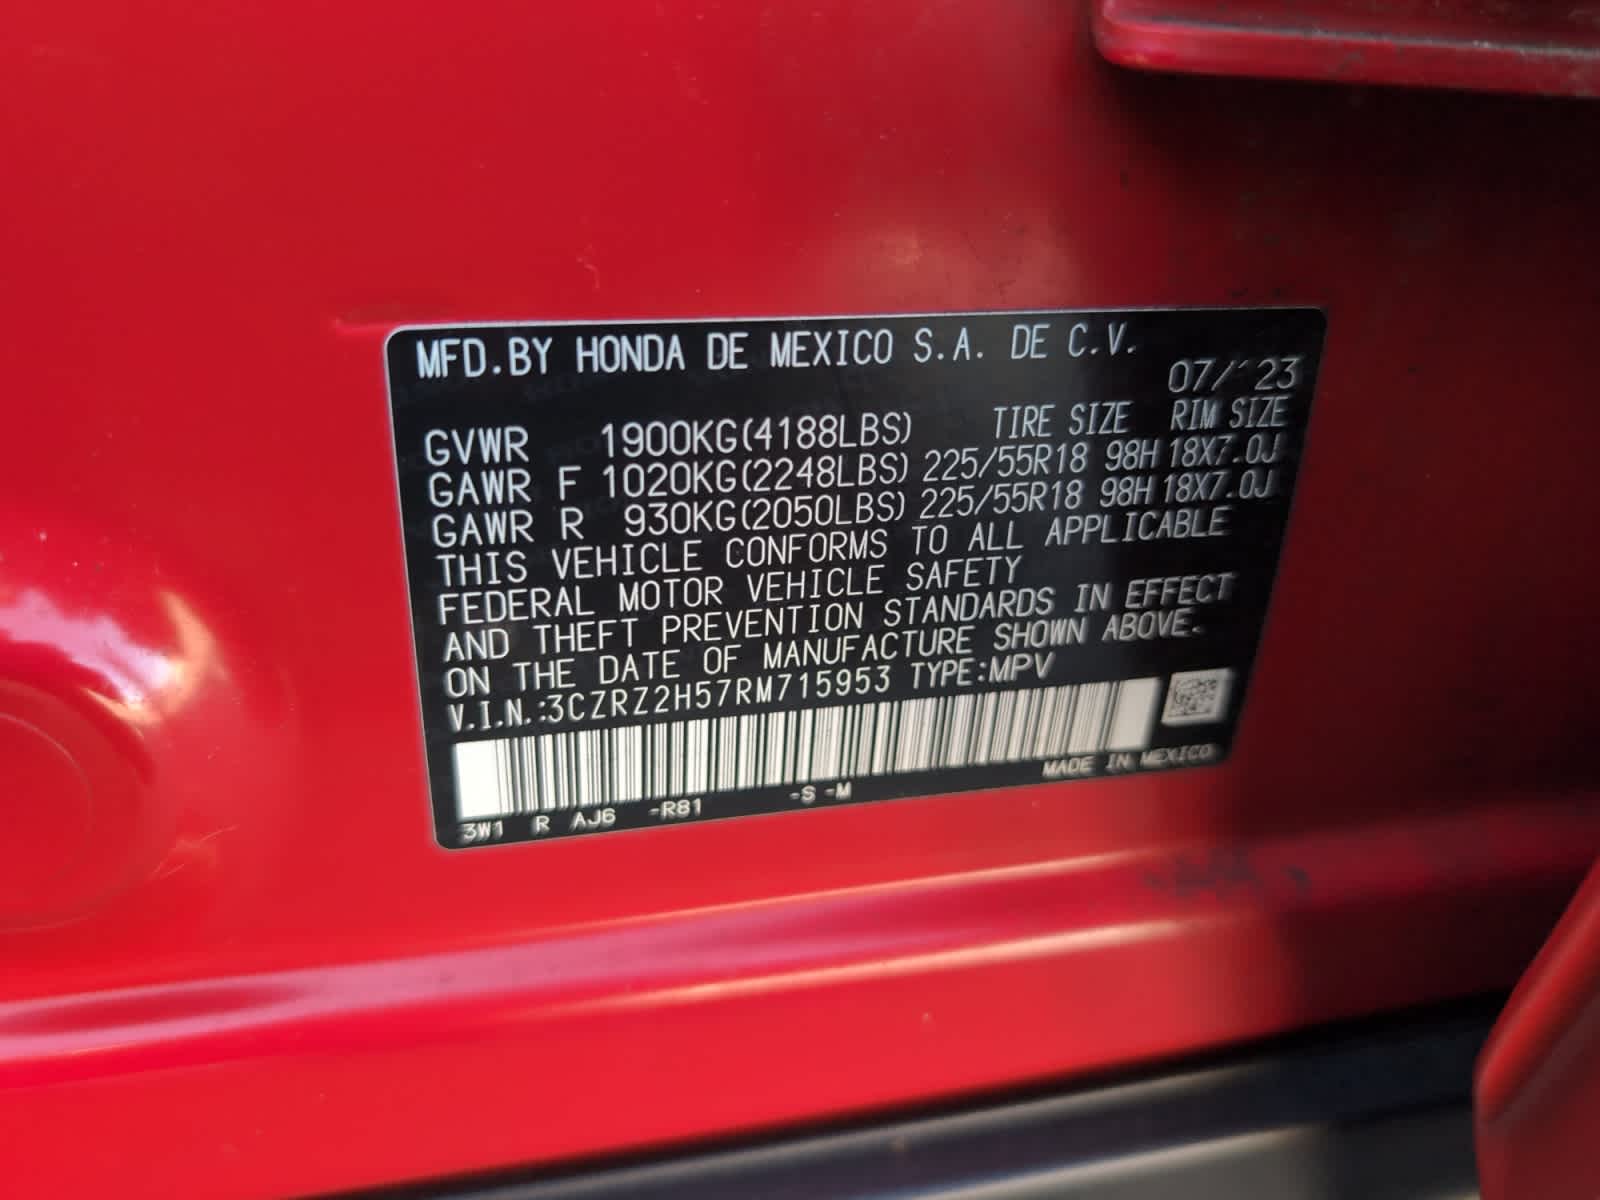 MFD.BY HONDA DE MEXICO S.A. DE C.V.
07/ 23
TIRE SIZE RIM SIZE
GVWR 1900KG(4188LBS)
GAWR F 1020KG(2248LBS) 225/55R18 98H 18X7.0J
GAWR R 930KG(2050LBS) 225/55R18 98H 18X7.0J
THIS VEHICLE CONFORMS TO ALL APPLICABLE
FEDERAL MOTOR VEHICLE SAFETY
AND THEFT PREVENTION STANDARDS IN EFFECT
ON THE DATE OF MANUFACTURE SHOWN ABOVE.
V.I.N.:3CZRZ2H57RM715953 TYPE:MPV
MADE IN MEXICO
3W1 R AJ6 -R81 -S -M